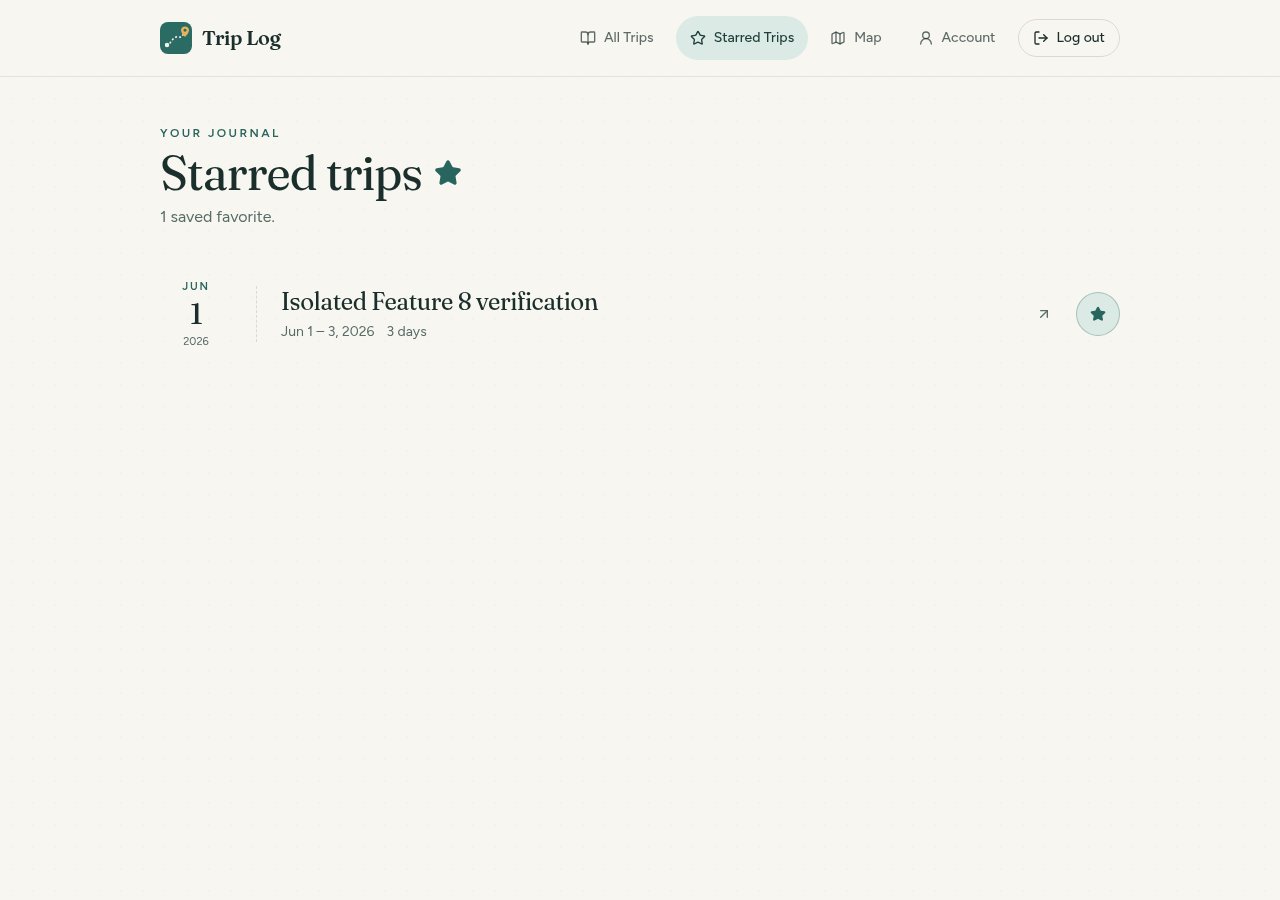 Trip Log
All Trips
Starred Trips
Map
Account
Log out
YOUR JOURNAL
Starred trips
1 saved favorite.
JUN
1
2026
Isolated Feature 8 verification
Jun 1 – 3, 2026 3 days